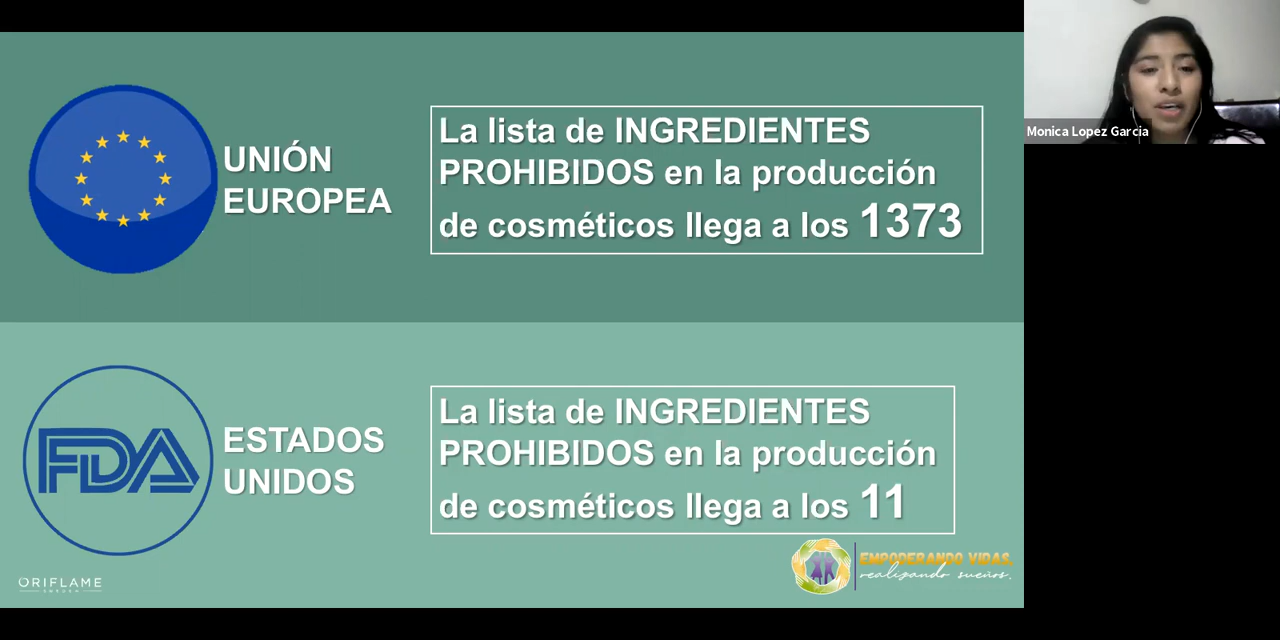 UNIÓN
EUROPEA
La lista de INGREDIENTES
PROHIBIDOS en la producción
de cosméticos llega a los 1373
Monica Lopez Garcia
FDA
ESTADOS
UNIDOS
La lista de INGREDIENTES
PROHIBIDOS en la producción
de cosméticos llega a los 11
ORIFLAME
SWEDEN
EMPODERANDO VIDAS,
realizando sueños.